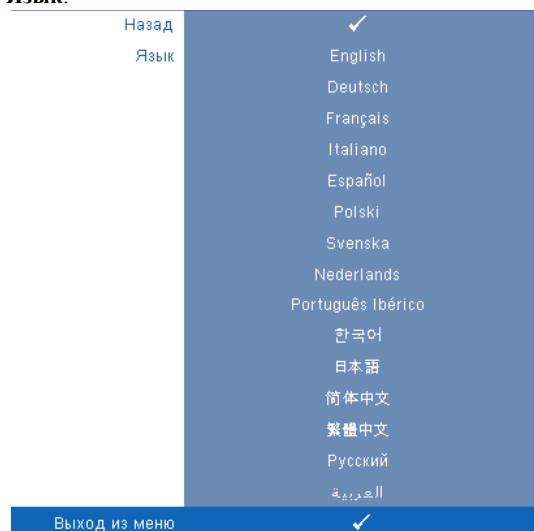 Язык.
Назад ✓
Язык English
Deutsch
Français
Italiano
Español
Polski
Svenska
Nederlands
Português Ibérico
한국어
日本語
简体中文
繁體中文
Русский
العربية
Выход из меню ✓